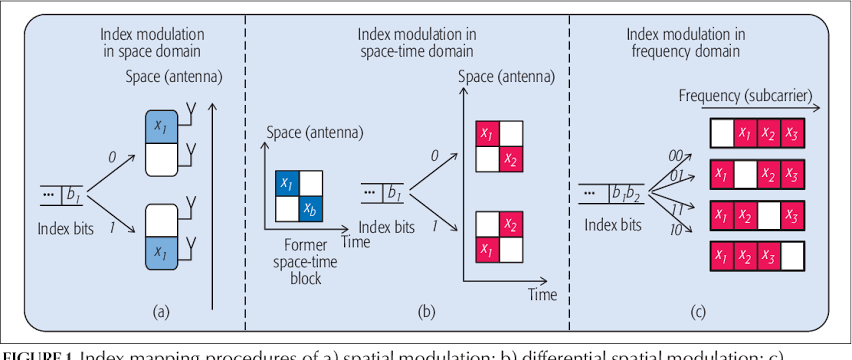 Index modulation
in space domain
Space (antenna)
x1
0
... b1
Index bits
1
x1
(a)
Index modulation in
space-time domain
Space (antenna)
Space (antenna)
x1
xb
Time
Former
space-time
block
... b1
Index bits
0
1
x1
x2
x2
x1
Time
(b)
Index modulation in
frequency domain
Frequency (subcarrier)
... b1b2
Index bits
00
01
11
10
x1 x2 x3
x1 x2 x3
x1 x2 x3
x1 x2 x3
(c)
FIGURE 1. Index mapping procedures of a) spatial modulation; b) differential spatial modulation; c)